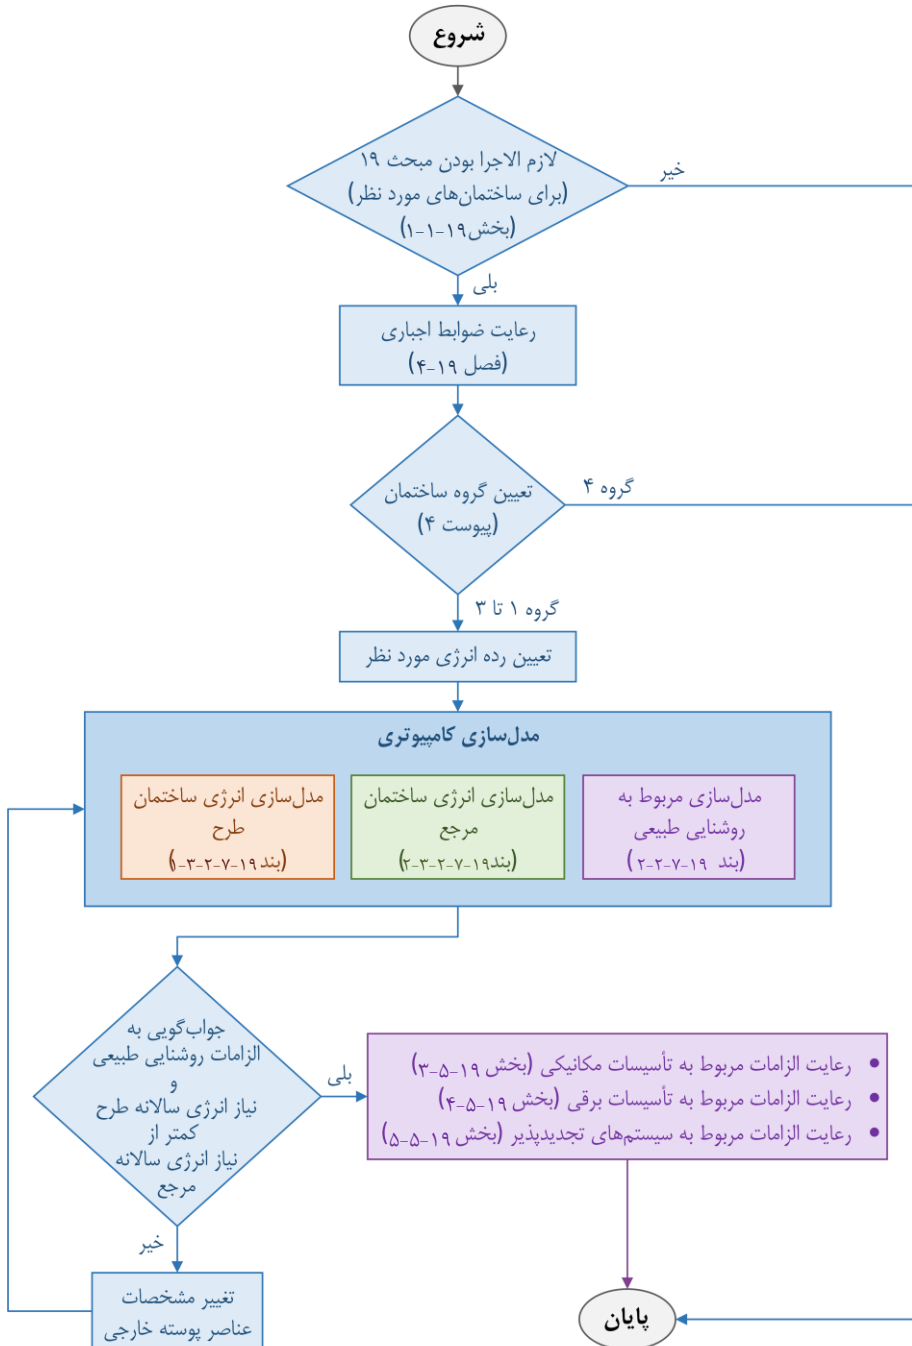 شروع
لازم الاجرا بودن مبحث ۱۹
(برای ساختمان‌های مورد نظر)
(بخش۱۹-۱-۱)
خیر
بلی
رعایت ضوابط اجباری
(فصل ۱۹-۴)
تعیین گروه ساختمان
(پیوست ۴)
گروه ۴
گروه ۱ تا ۳
تعیین رده انرژی مورد نظر
مدل‌سازی کامپیوتری
مدل‌سازی مربوط به
روشنایی طبیعی
(بند ۱۹-۷-۲-۲)
مدل‌سازی انرژی ساختمان
مرجع
(بند۱۹-۷-۲-۳-۲)
مدل‌سازی انرژی ساختمان
طرح
(بند ۱۹-۷-۲-۳-۱)
جواب‌گویی به
الزامات روشنایی طبیعی
و
نیاز انرژی سالانه طرح
کمتر از
نیاز انرژی سالانه
مرجع
بلی
• رعایت الزامات مربوط به تأسیسات مکانیکی (بخش ۱۹-۵-۳)
• رعایت الزامات مربوط به تأسیسات برقی (بخش ۱۹-۵-۴)
• رعایت الزامات مربوط به سیستم‌های تجدیدپذیر (بخش ۱۹-۵-۵)
خیر
تغییر مشخصات
عناصر پوسته خارجی
پایان